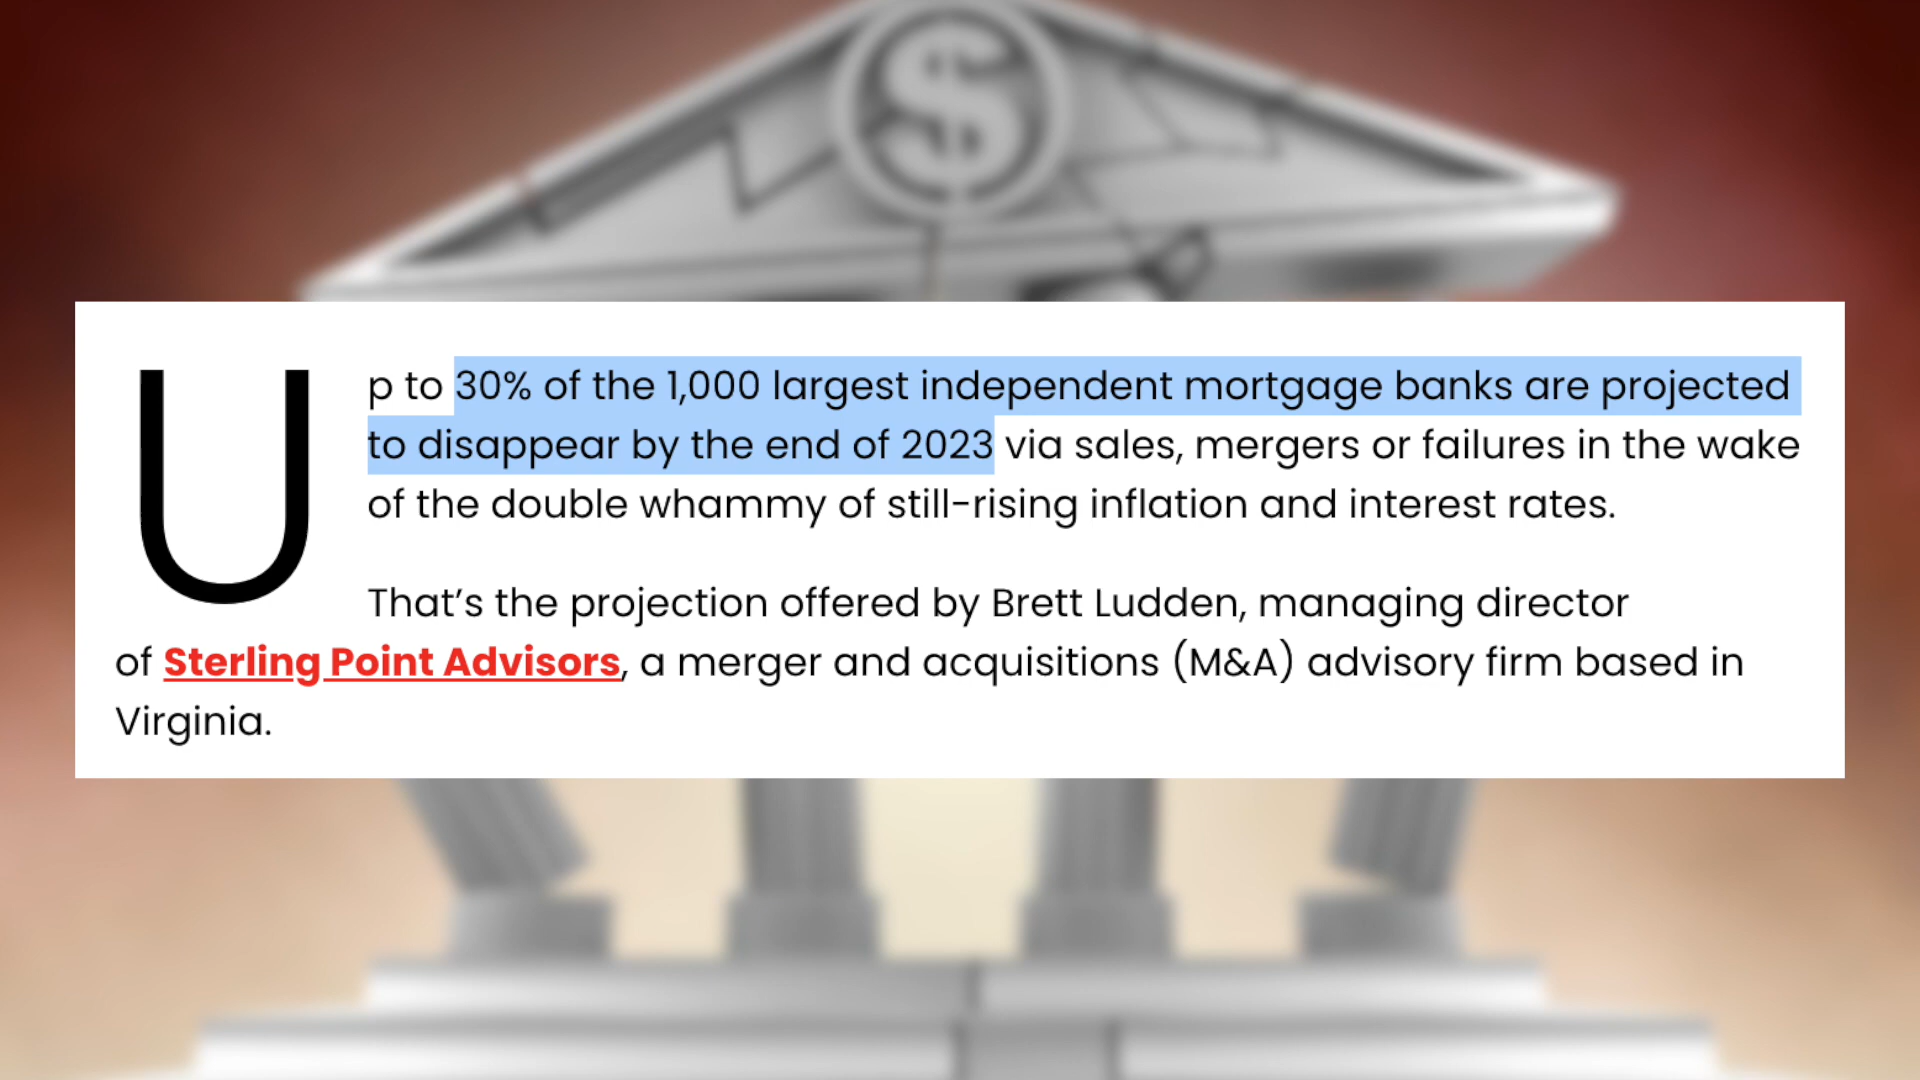 Up to 30% of the 1,000 largest independent mortgage banks are projected
to disappear by the end of 2023 via sales, mergers or failures in the wake
of the double whammy of still-rising inflation and interest rates.
That’s the projection offered by Brett Ludden, managing director
of Sterling Point Advisors, a merger and acquisitions (M&A) advisory firm based in
Virginia.